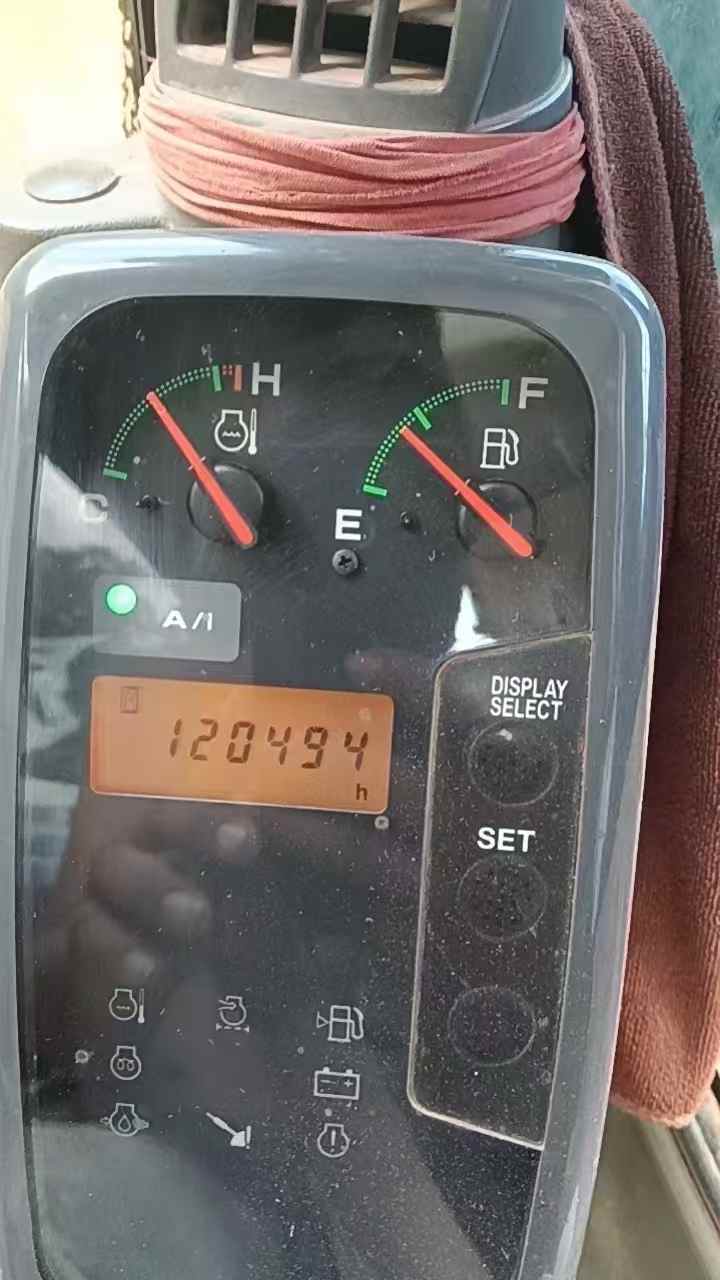 H
F
C
E
A/I
DISPLAY
SELECT
120494
h
SET